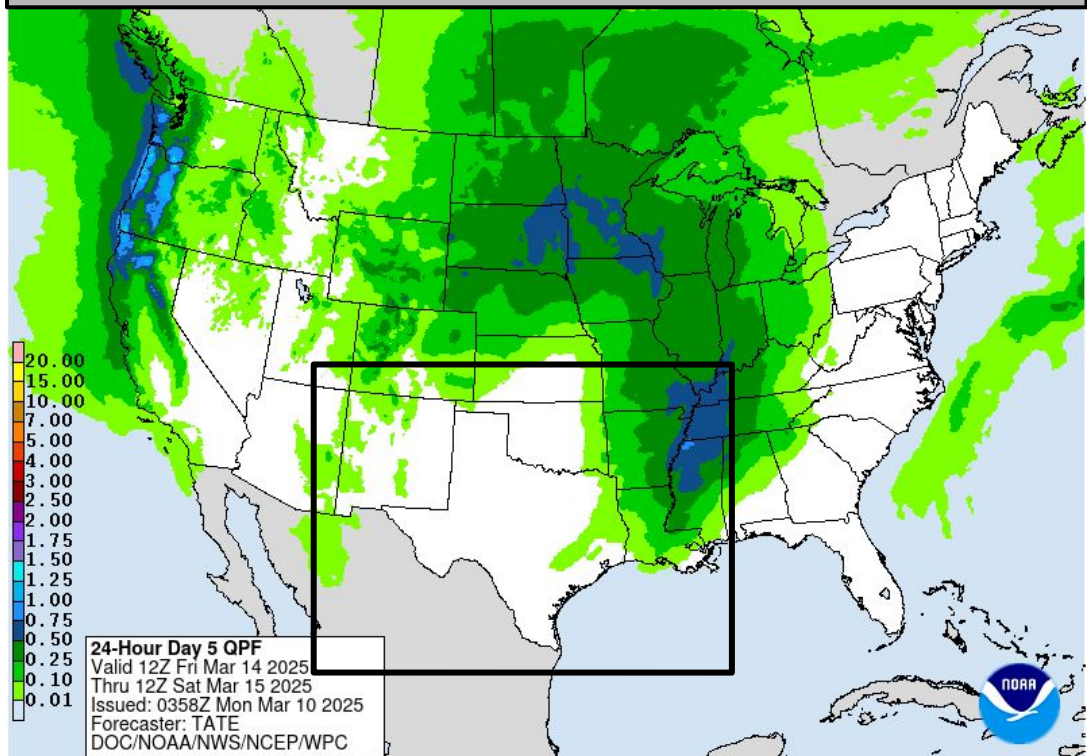 20.00
15.00
10.00
7.00
5.00
4.00
3.00
2.50
2.00
1.75
1.50
1.25
1.00
0.75
0.50
0.25
0.10
0.01
24-Hour Day 5 QPF
Valid 12Z Fri Mar 14 2025
Thru 12Z Sat Mar 15 2025
Issued: 0358Z Mon Mar 10 2025
Forecaster: TATE
DOC/NOAA/NWS/NCEP/WPC
NOAA